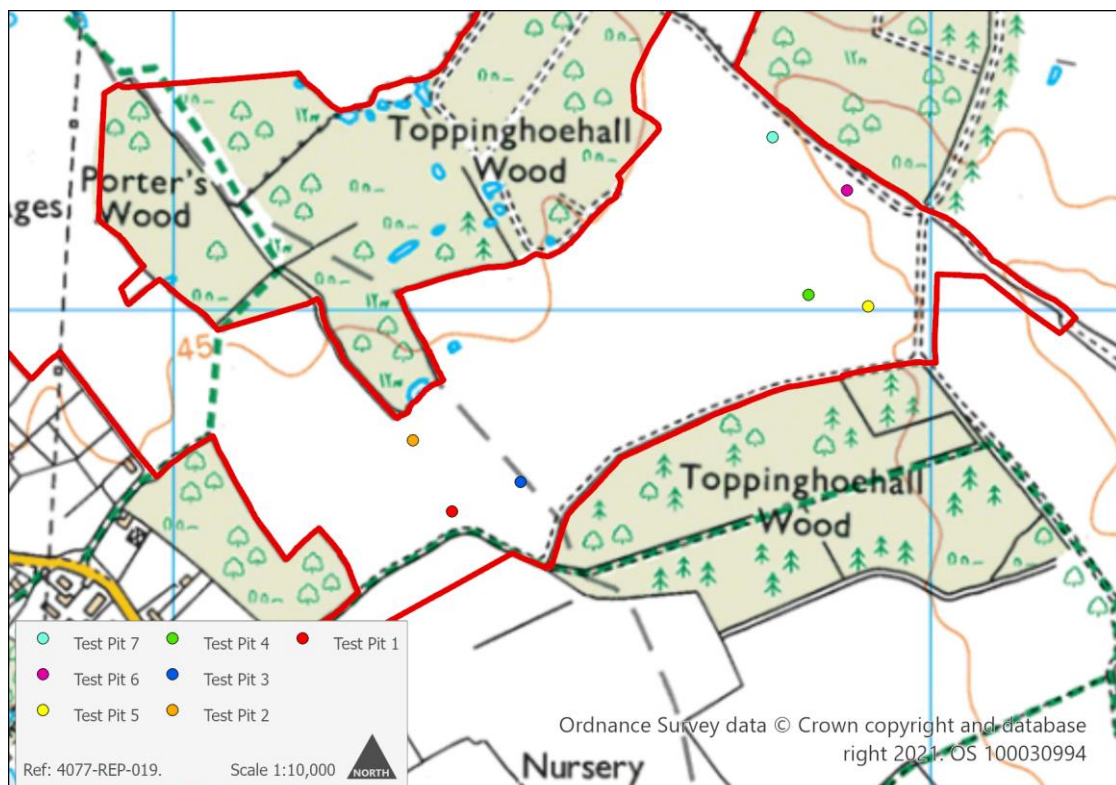 Toppinghoehall
Wood
Porter's
Wood
ges
45
Toppinghoehall
Wood
Test Pit 7
Test Pit 4
Test Pit 1
Test Pit 6
Test Pit 3
Test Pit 5
Test Pit 2
Ref: 4077-REP-019.
Scale 1:10,000
NORTH
Ordnance Survey data © Crown copyright and database
right 2021. OS 100030994
Nursery